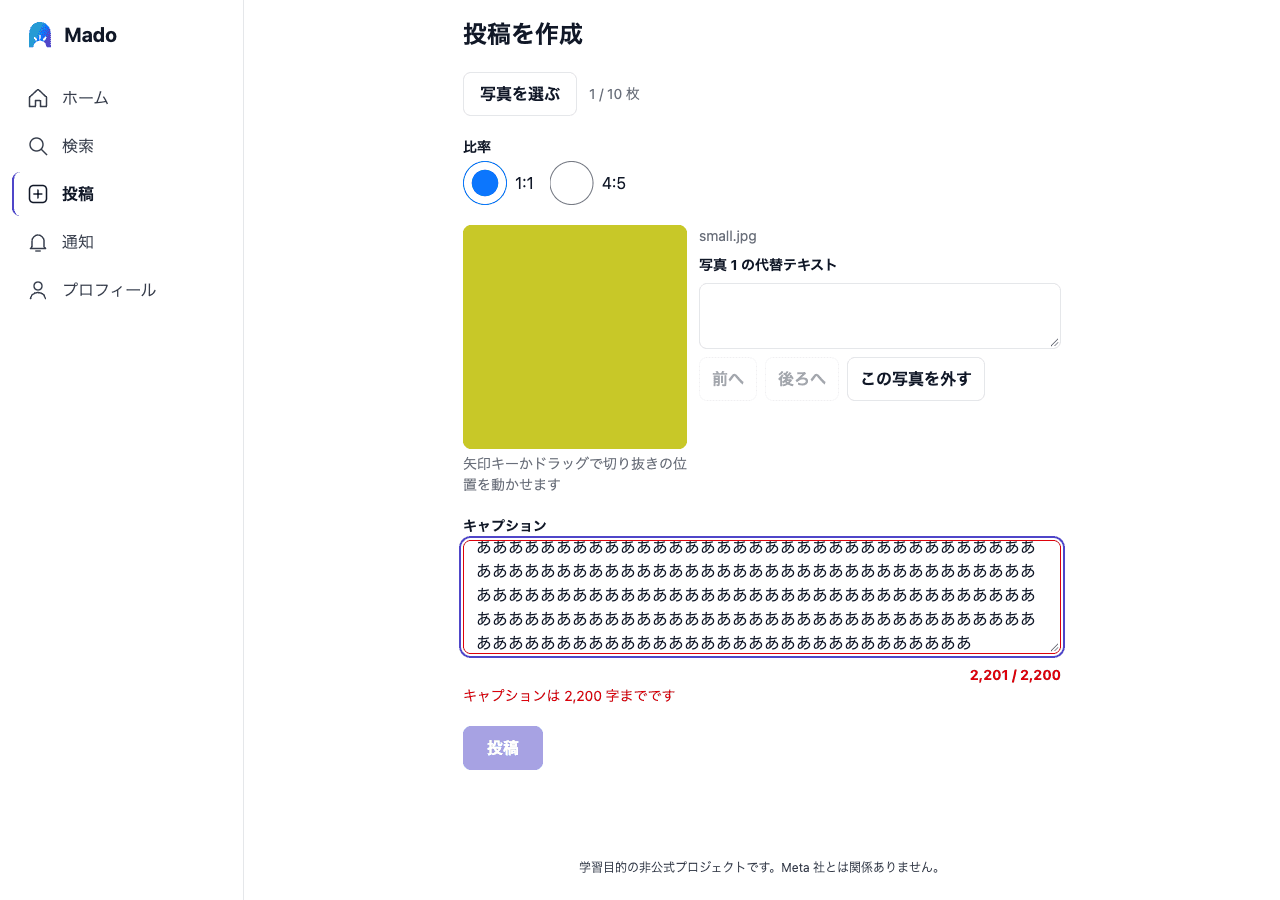 Mado
ホーム
検索
投稿
通知
プロフィール
投稿を作成
写真を選ぶ
1 / 10 枚
比率
1:1
4:5
small.jpg
写真 1 の代替テキスト
前へ
後ろへ
この写真を外す
矢印キーかドラッグで切り抜きの位
置を動かせます
キャプション
あああああああああああああああああああああああああああああああああああ
あああああああああああああああああああああああああああああああああああ
あああああああああああああああああああああああああああああああああああ
あああああああああああああああああああああああああああああああああああ
あああああああああああああああああああああああああああああああ
2,201 / 2,200
キャプションは 2,200 字までです
投稿
学習目的の非公式プロジェクトです。Meta 社とは関係ありません。